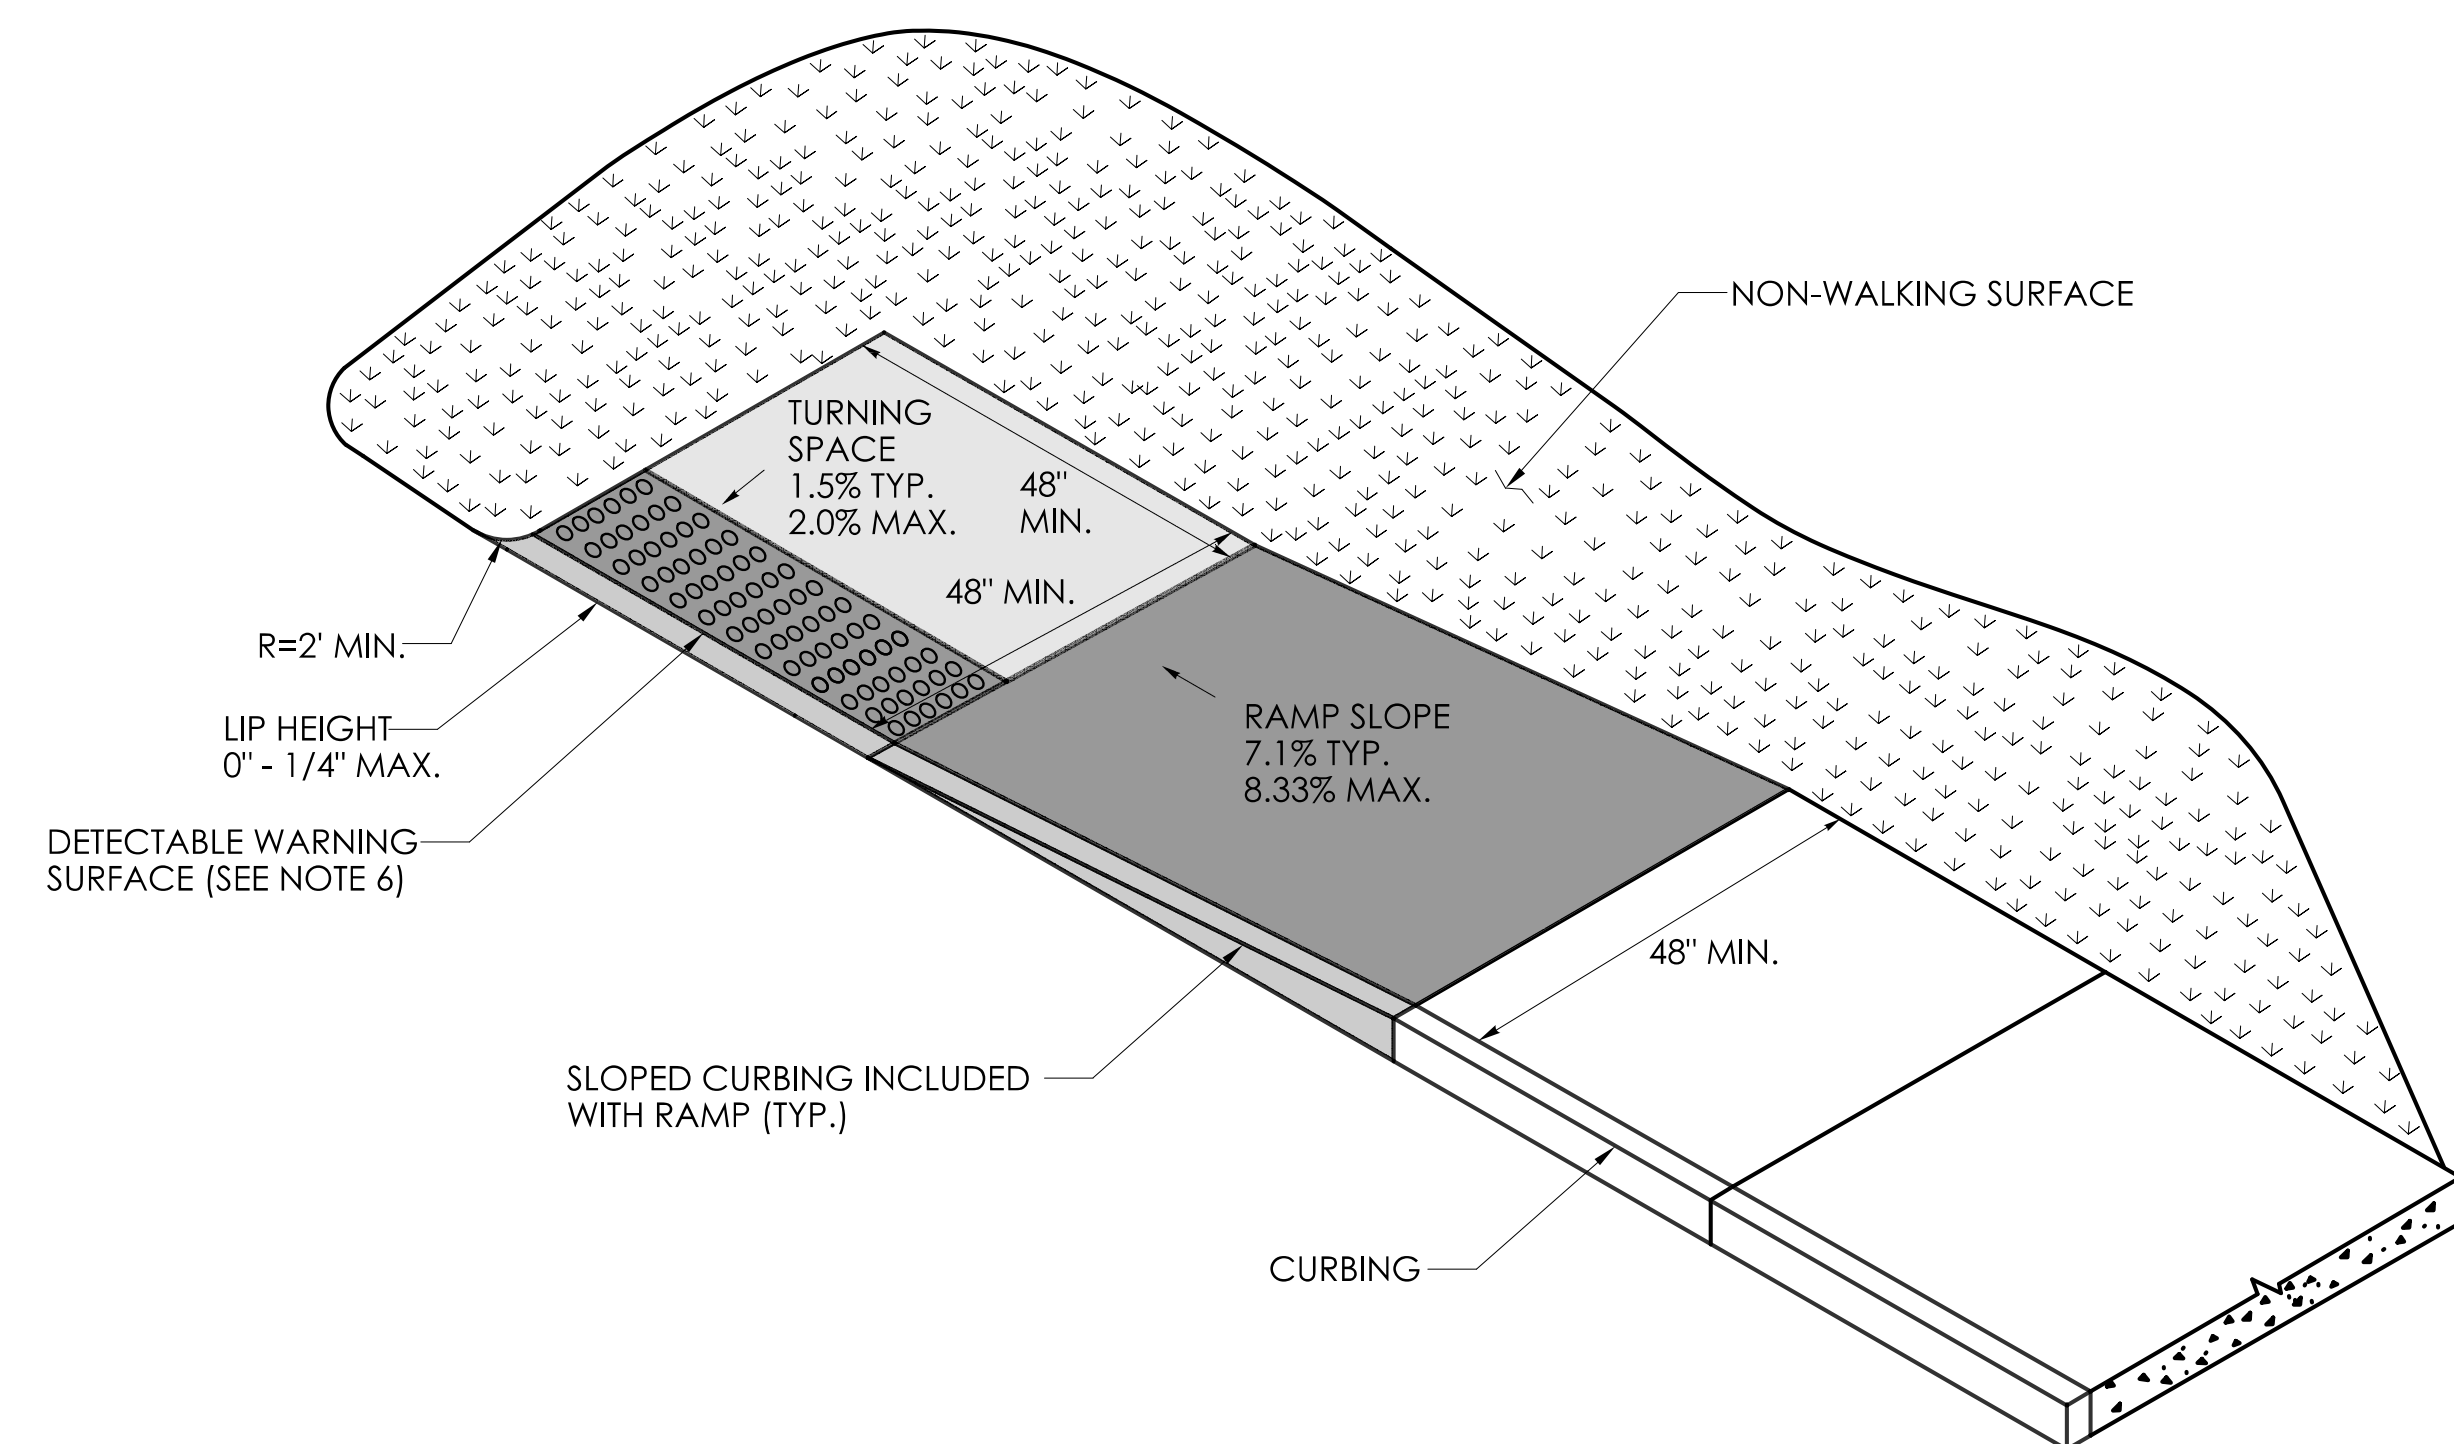 NON-WALKING SURFACE
TURNING
SPACE
1.5% TYP.
2.0% MAX.
48"
MIN.
48" MIN.
R=2' MIN.
LIP HEIGHT
0" - 1/4" MAX.
RAMP SLOPE
7.1% TYP.
8.33% MAX.
DETECTABLE WARNING
SURFACE (SEE NOTE 6)
48" MIN.
SLOPED CURBING INCLUDED
WITH RAMP (TYP.)
CURBING